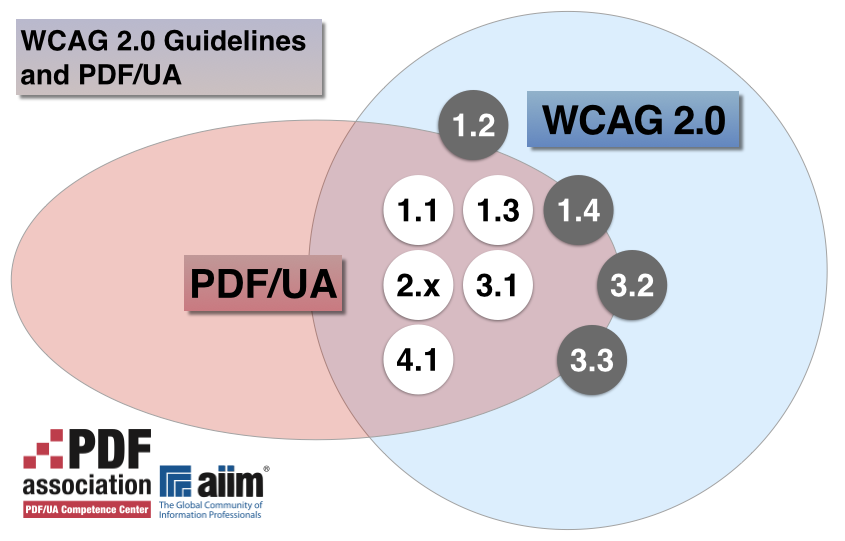 WCAG 2.0 Guidelines
and PDF/UA
WCAG 2.0
1.2
1.1
1.3
1.4
PDF/UA
2.x
3.1
3.2
4.1
3.3
PDF
association
PDF/UA Competence Center
aiim®
The Global Community of
Information Professionals